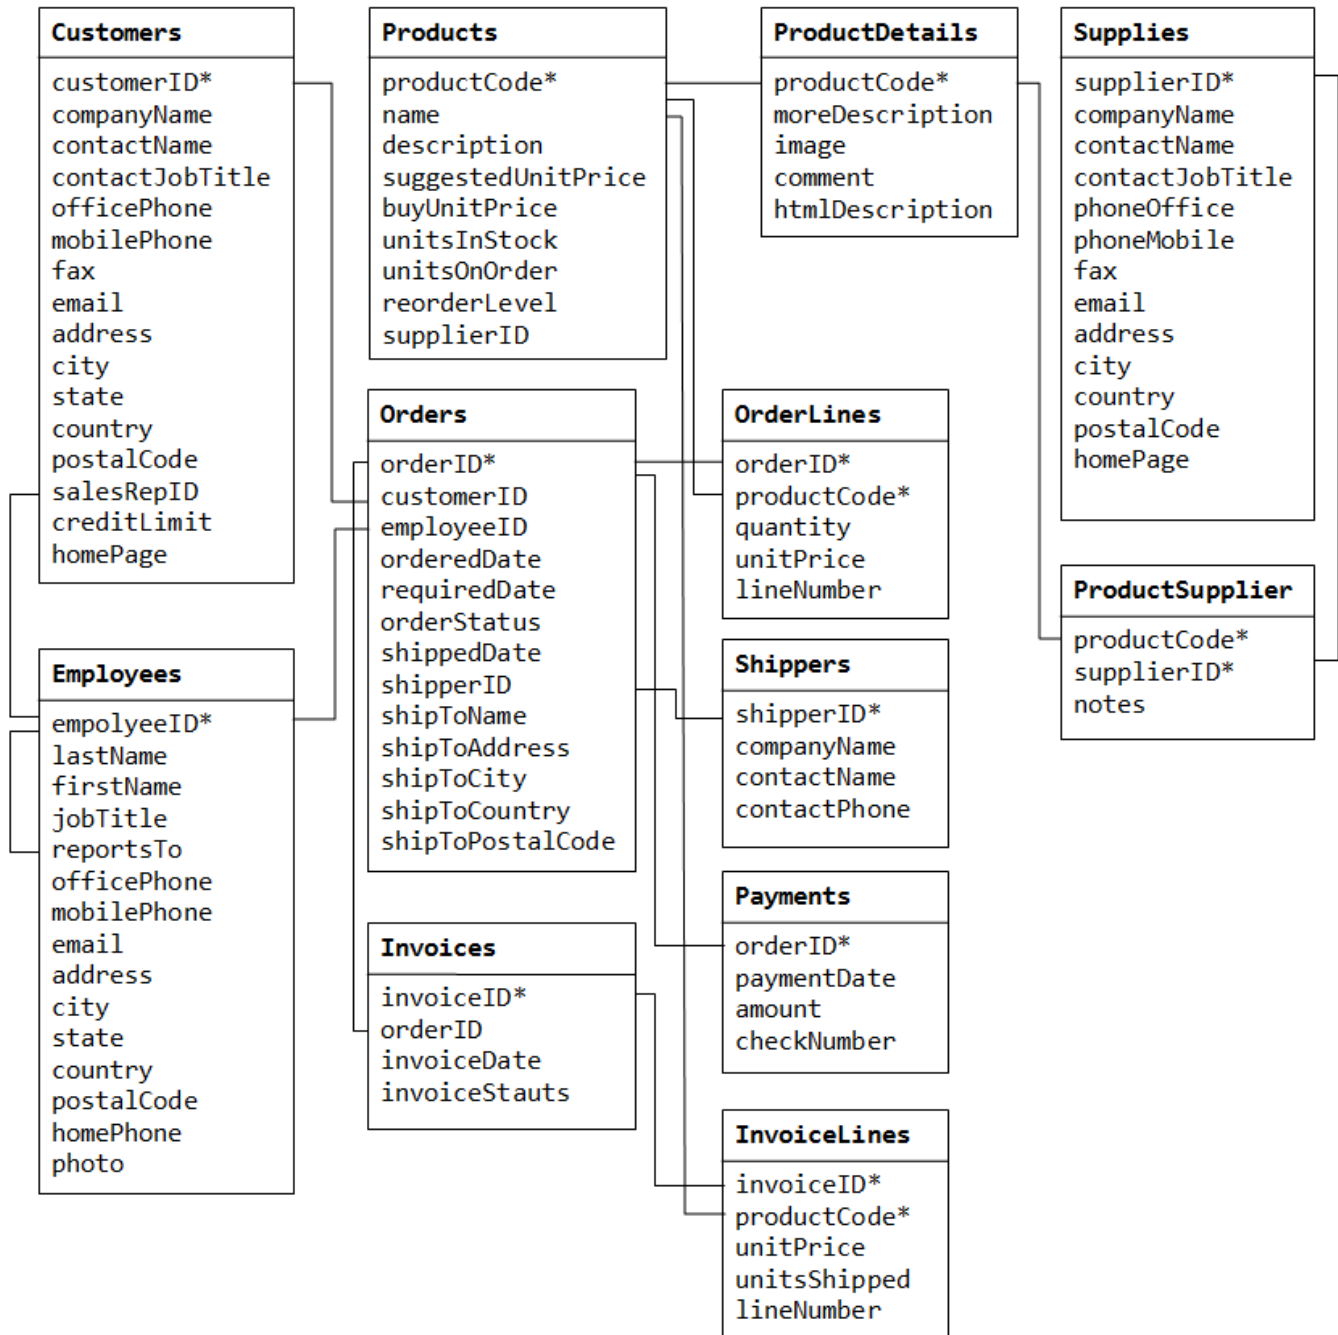 Customers
customerID*
companyName
contactName
contactJobTitle
officePhone
mobilePhone
fax
email
address
city
state
country
postalCode
salesRepID
creditLimit
homePage
Products
productCode*
name
description
suggestedUnitPrice
buyUnitPrice
unitsInStock
unitsOnOrder
reorderLevel
supplierID
ProductDetails
productCode*
moreDescription
image
comment
htmlDescription
Supplies
supplierID*
companyName
contactName
contactJobTitle
phoneOffice
phoneMobile
fax
email
address
city
country
postalCode
homePage
Orders
orderID*
customerID
employeeID
orderedDate
requiredDate
orderStatus
shippedDate
shipperID
shipToName
shipToAddress
shipToCity
shipToCountry
shipToPostalCode
OrderLines
orderID*
productCode*
quantity
unitPrice
lineNumber
ProductSupplier
productCode*
supplierID*
notes
Employees
empolyeeID*
lastName
firstName
jobTitle
reportsTo
officePhone
mobilePhone
email
address
city
state
country
postalCode
homePhone
photo
Shippers
shipperID*
companyName
contactName
contactPhone
Invoices
invoiceID*
orderID
invoiceDate
invoiceStauts
Payments
orderID*
paymentDate
amount
checkNumber
InvoiceLines
invoiceID*
productCode*
unitPrice
unitsShipped
lineNumber